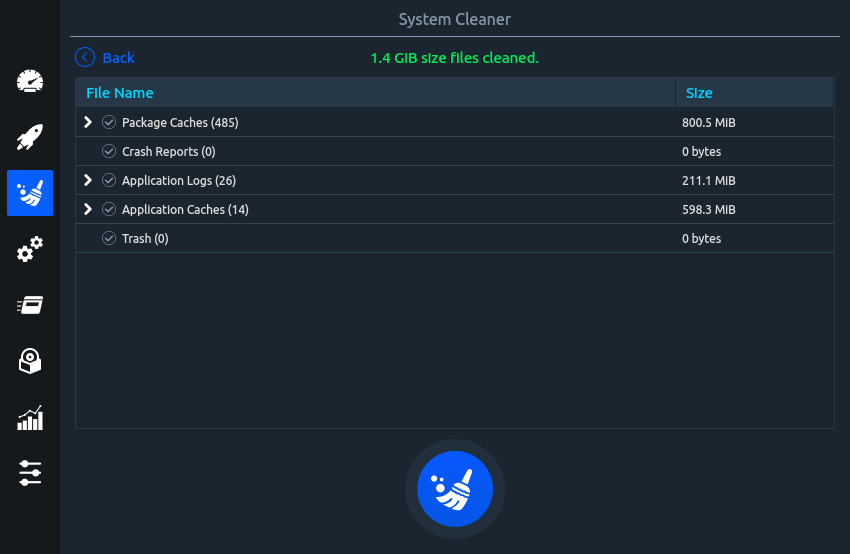 System Cleaner
Back
1.4 GiB size files cleaned.
File Name Size
Package Caches (485) 800.5 MiB
Crash Reports (0) 0 bytes
Application Logs (26) 211.1 MiB
Application Caches (14) 598.3 MiB
Trash (0) 0 bytes